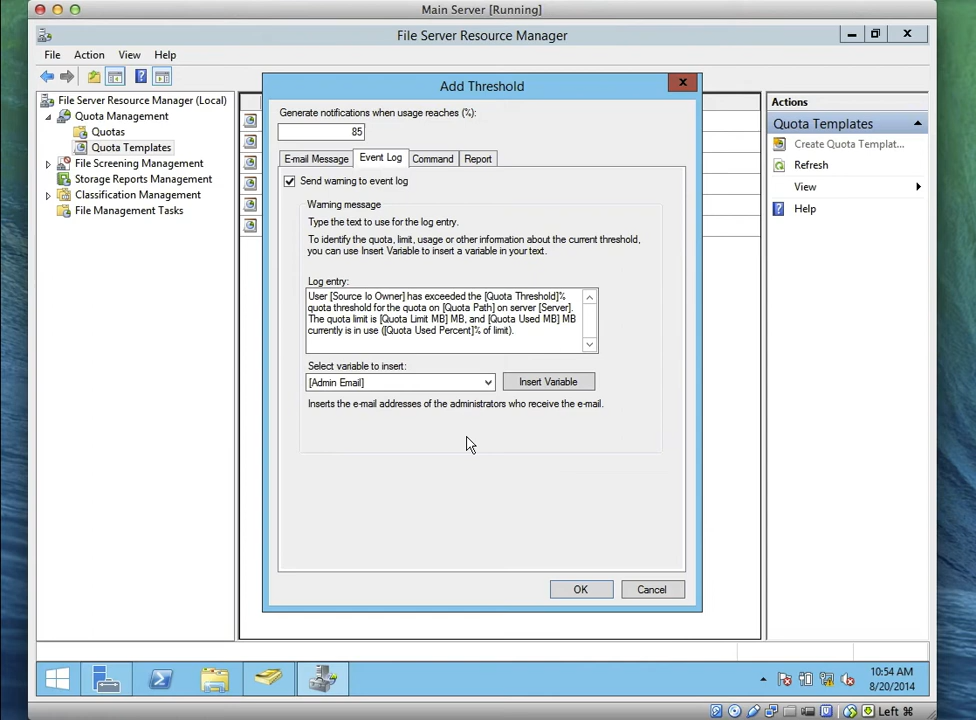 Main Server [Running]
File Server Resource Manager
File Action View Help
File Server Resource Manager (Local)
Quota Management
Quotas
Quota Templates
File Screening Management
Storage Reports Management
Classification Management
File Management Tasks
Add Threshold
Generate notifications when usage reaches (%):
85
E-mail Message Event Log Command Report
Send warning to event log
Warning message
Type the text to use for the log entry.
To identify the quota, limit, usage or other information about the current threshold,
you can use Insert Variable to insert a variable in your text.
Log entry:
User [Source Io Owner] has exceeded the [Quota Threshold]%
quota threshold for the quota on [Quota Path] on server [Server].
The quota limit is [Quota Limit MB] MB, and [Quota Used MB] MB
currently is in use ([Quota Used Percent]% of limit).
Select variable to insert:
[Admin Email]
Insert Variable
Inserts the e-mail addresses of the administrators who receive the e-mail.
OK Cancel
Actions
Quota Templates
Create Quota Templat...
Refresh
View
Help
10:54 AM
8/20/2014
Left ⌘